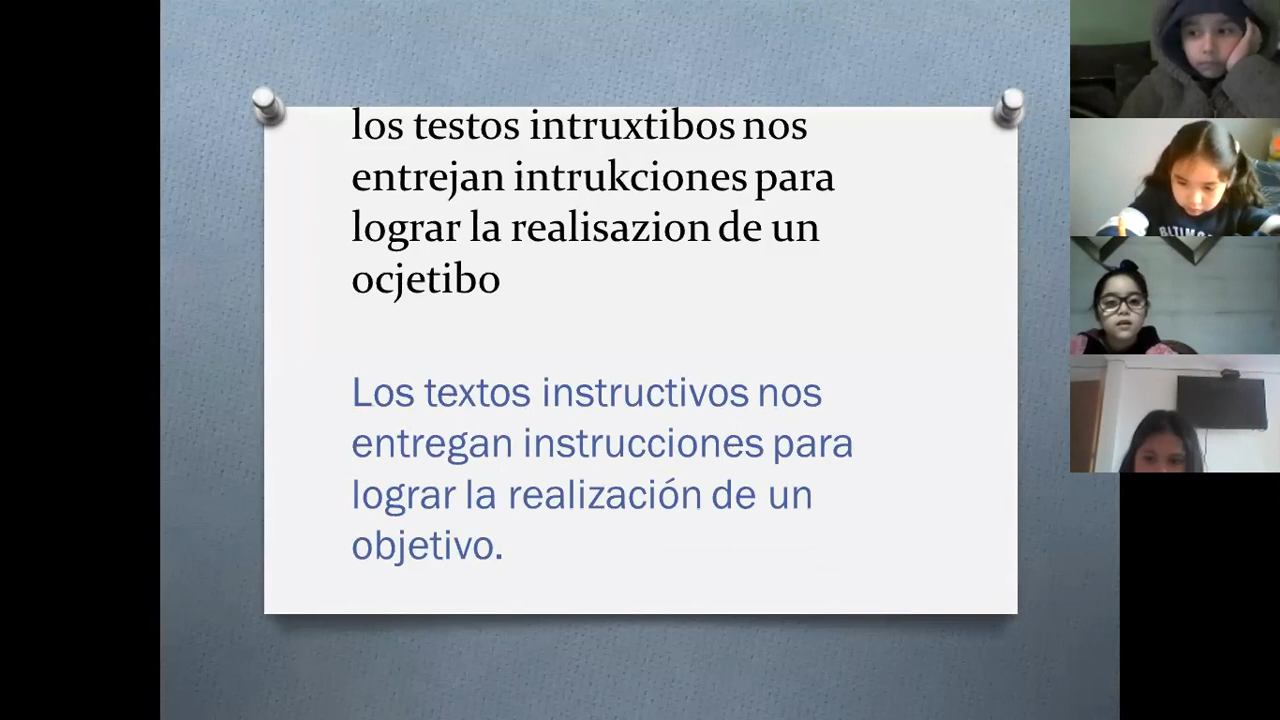 los testos intruxtibos nos
entrejan intrukciones para
lograr la realisazion de un
ocjetibo
Los textos instructivos nos
entregan instrucciones para
lograr la realización de un
objetivo.